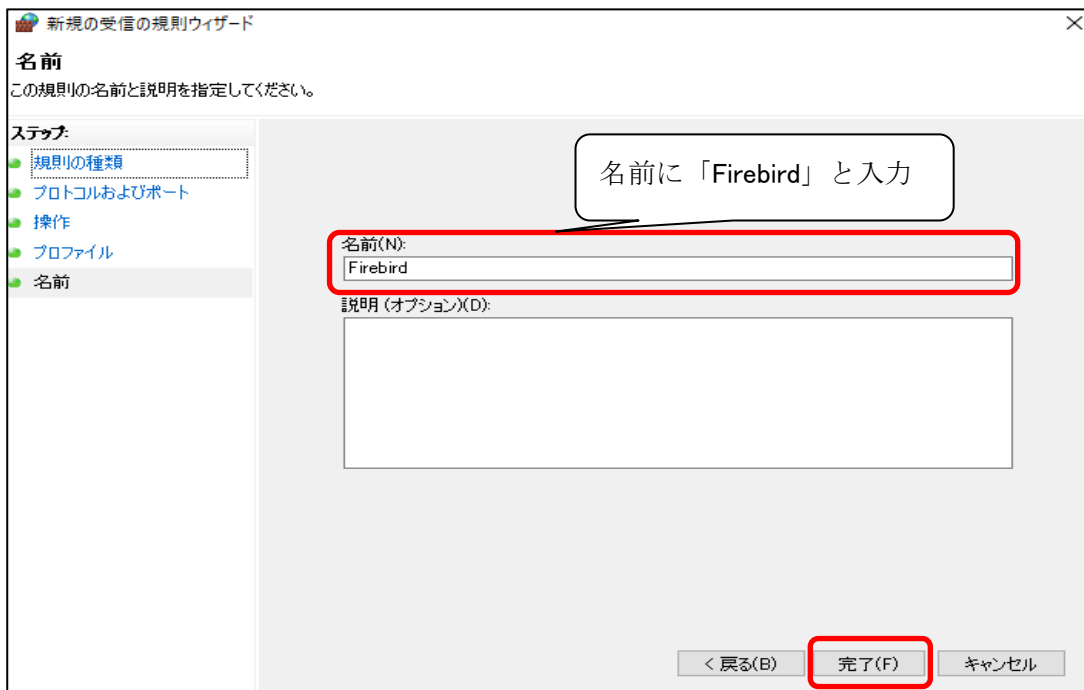 新規の受信の規則ウィザード
名前
この規則の名前と説明を指定してください。
ステップ:
規則の種類
プロトコルおよびポート
操作
プロファイル
名前
名前に「Firebird」と入力
名前(N):
Firebird
説明 (オプション)(D):
< 戻る(B)
完了(F)
キャンセル